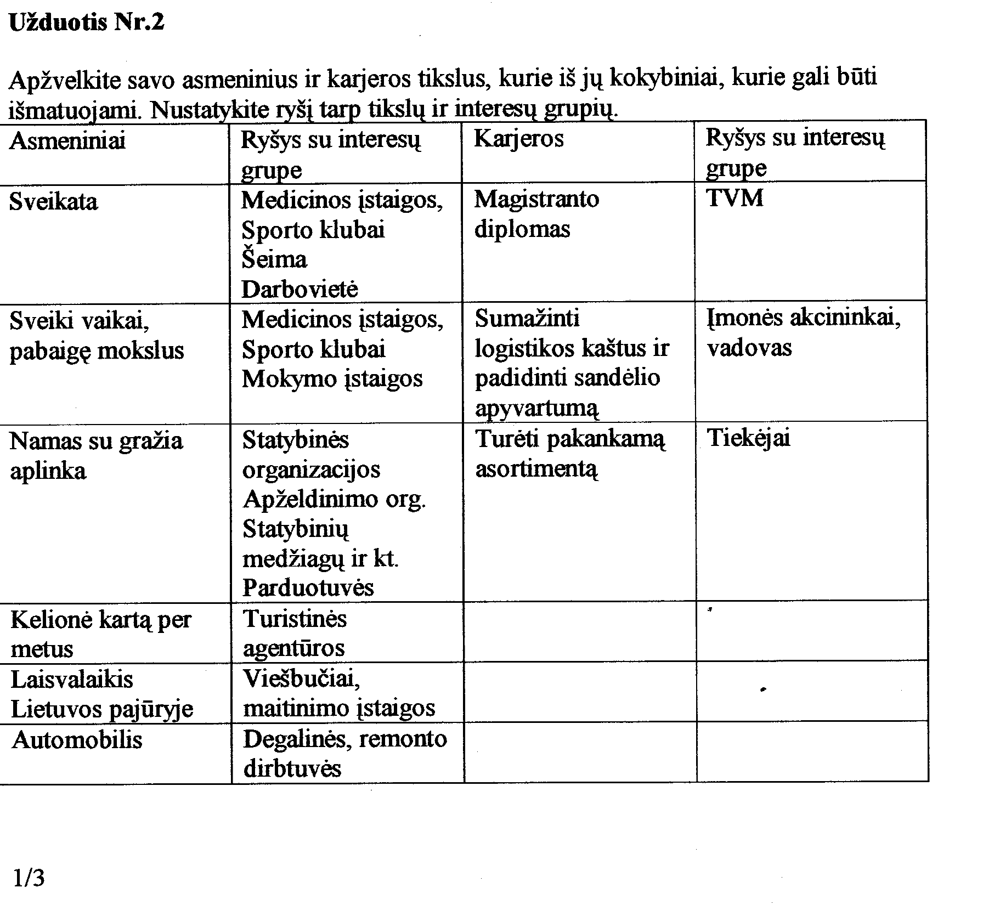 Užduotis Nr.2
Apžvelkite savo asmeninius ir karjeros tikslus, kurie iš jų kokybiniai, kurie gali būti
išmatuojami. Nustatykite ryšį tarp tikslų ir interesų grupių.
Asmeniniai
Ryšys su interesų
grupe
Karjeros
Ryšys su interesų
grupe
Sveikata
Medicinos įstaigos,
Sporto klubai
Šeima
Darbovietė
Magistranto
diplomas
TVM
Sveiki vaikai,
pabaigę mokslus
Medicinos įstaigos,
Sporto klubai
Mokymo įstaigos
Sumažinti
logistikos kaštus ir
padidinti sandėlio
apyvartumą
Įmonės akcininkai,
vadovas
Namas su gražia
aplinka
Statybinės
organizacijos
Apželdinimo org.
Statybinių
medžiagų ir kt.
Parduotuvės
Turėti pakankamą
asortimentą
Tiekėjai
Kelionė kartą per
metus
Turistinės
agentūros
Laisvalaikis
Lietuvos pajūryje
Viešbučiai,
maitinimo įstaigos
Automobilis
Degalinės, remonto
dirbtuvės
1/3